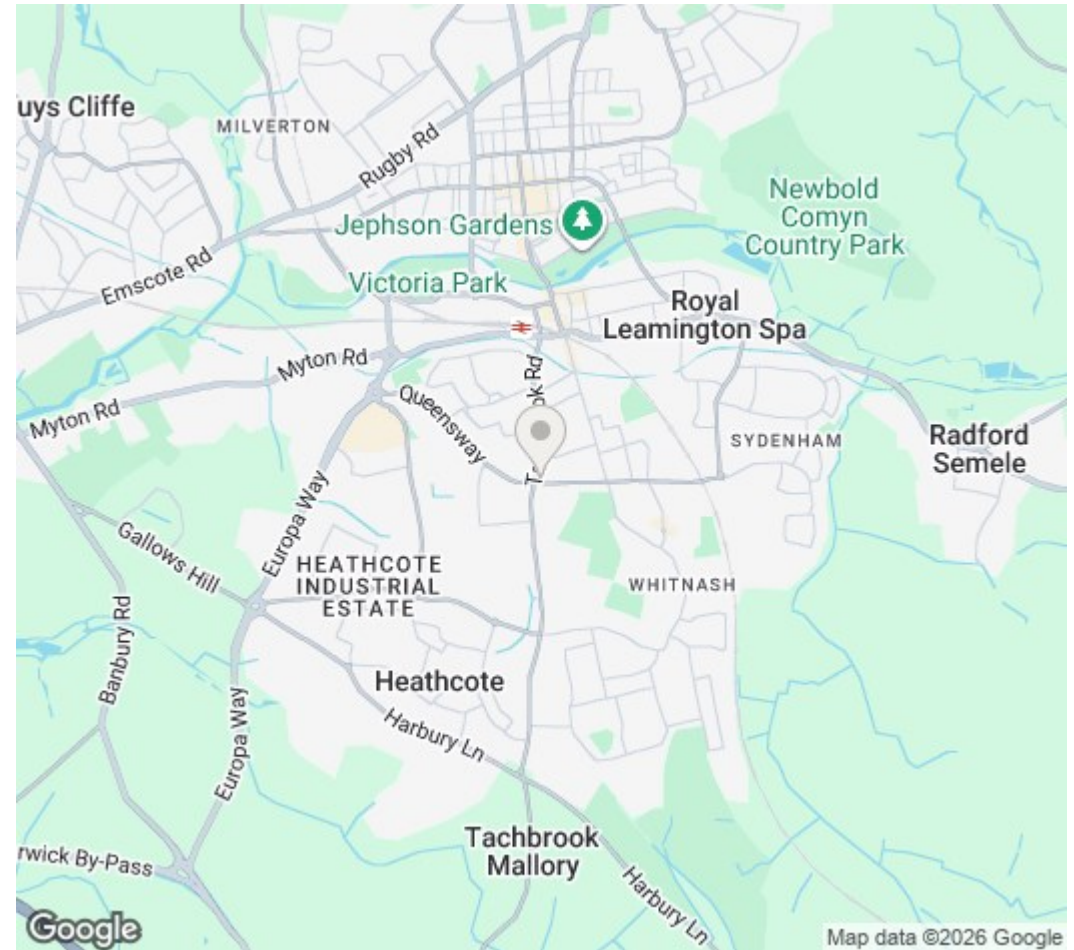 uys Cliffe
MILVERTON
Rugby Rd
Newbold
Comyn
Country Park
Jephson Gardens
Emscote Rd
Victoria Park
Royal
Leamington Spa
Myton Rd
Myton Rd
ok Rd
Queensway
SYDENHAM
Radford
Semele
T
Europa Way
Gallows Hill
HEATHCOTE
INDUSTRIAL
ESTATE
WHITNASH
Banbury Rd
Heathcote
Europa Way
Harbury Ln
Tachbrook
Mallory
rwick By-Pass
Harbury Ln
Google
Map data ©2026 Google